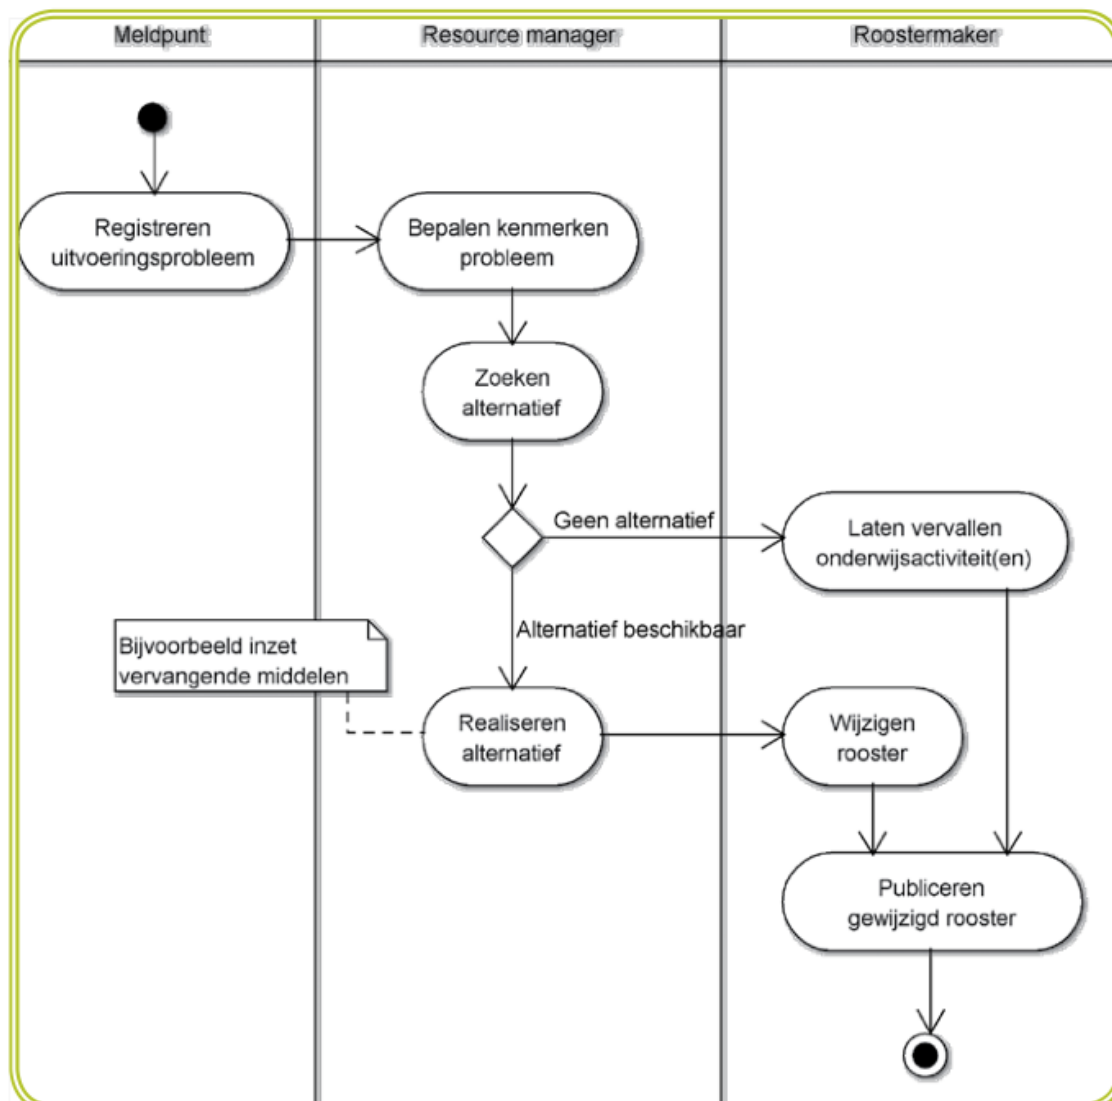 Meldpunt
Resource manager
Roostermaker
Registreren
uitvoeringsprobleem
Bepalen kenmerken
probleem
Zoeken
alternatief
Geen alternatief
Laten vervallen
onderwijsactiviteit(en)
Alternatief beschikbaar
Bijvoorbeeld inzet
vervangende middelen
Realiseren
alternatief
Wijzigen
rooster
Publiceren
gewijzigd rooster